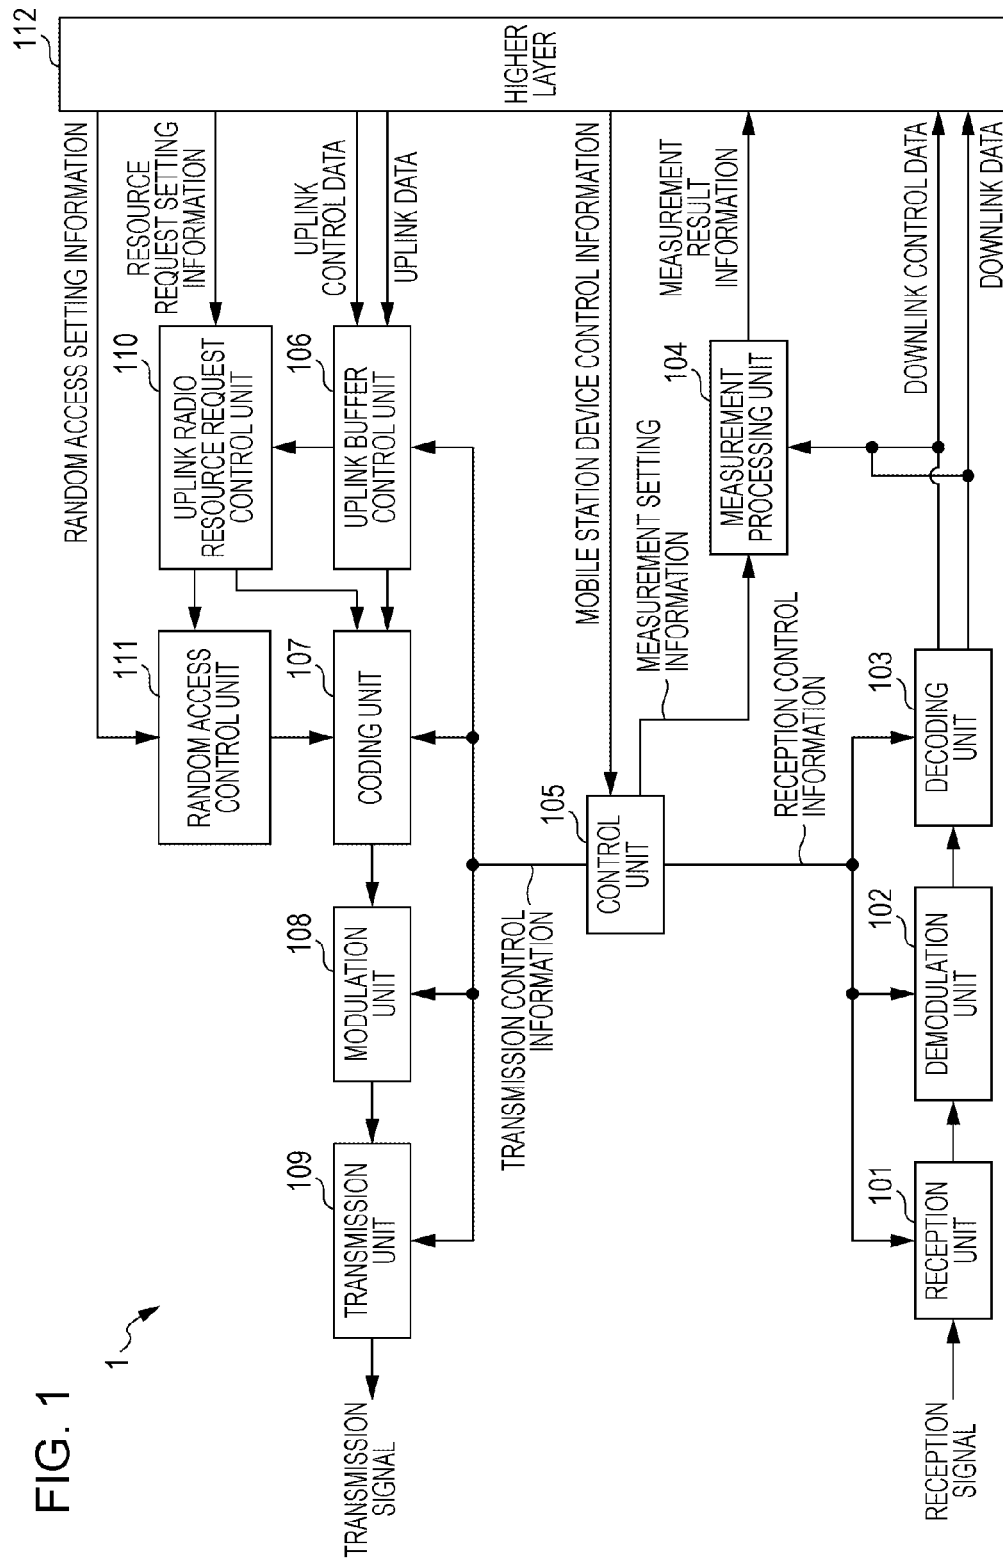 FIG. 1
1
112
HIGHER
LAYER
RANDOM ACCESS SETTING INFORMATION
RESOURCE
REQUEST SETTING
INFORMATION
UPLINK
CONTROL DATA
UPLINK DATA
111
RANDOM ACCESS
CONTROL UNIT
110
UPLINK RADIO
RESOURCE REQUEST
CONTROL UNIT
109
TRANSMISSION
UNIT
108
MODULATION
UNIT
107
CODING UNIT
106
UPLINK BUFFER
CONTROL UNIT
TRANSMISSION
SIGNAL
TRANSMISSION CONTROL
INFORMATION
105
CONTROL
UNIT
MOBILE STATION DEVICE CONTROL INFORMATION
MEASUREMENT SETTING
INFORMATION
104
MEASUREMENT
PROCESSING UNIT
MEASUREMENT
RESULT
INFORMATION
RECEPTION CONTROL
INFORMATION
RECEPTION
SIGNAL
101
RECEPTION
UNIT
102
DEMODULATION
UNIT
103
DECODING
UNIT
DOWNLINK CONTROL DATA
DOWNLINK DATA